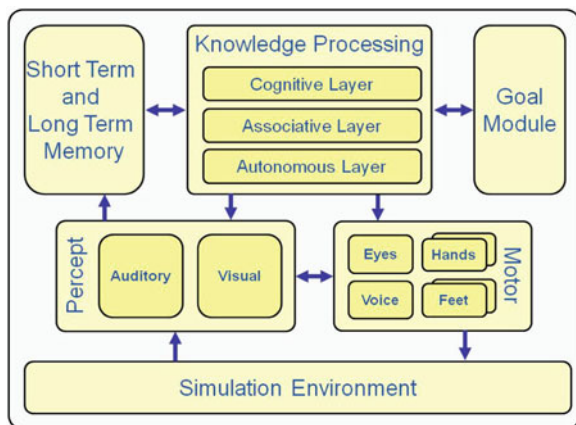 Short Term
and
Long Term
Memory
Knowledge Processing
Cognitive Layer
Associative Layer
Autonomous Layer
Goal
Module
Percept
Auditory
Visual
Eyes
Hands
Voice
Feet
Motor
Simulation Environment